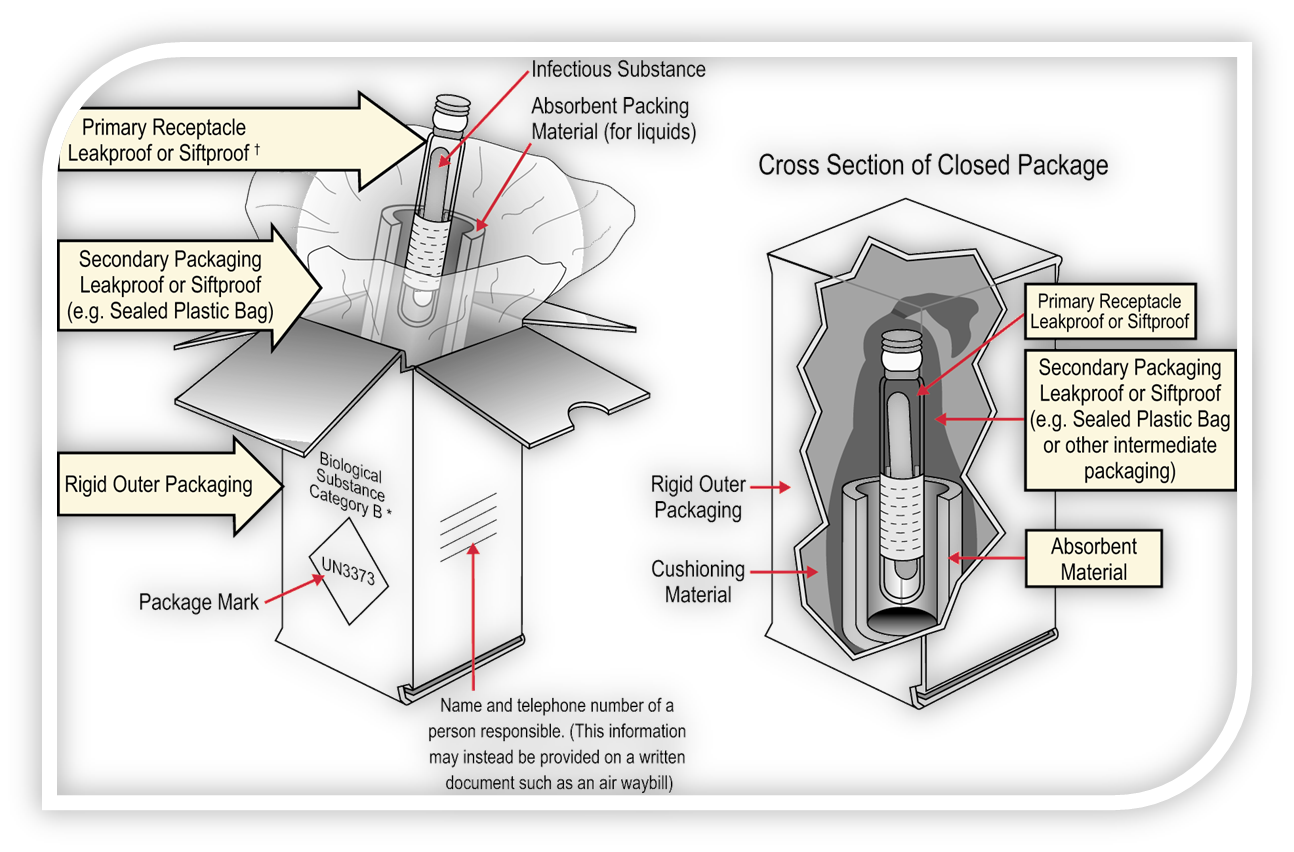 Infectious Substance
Absorbent Packing
Material (for liquids)
Primary Receptacle
Leakproof or Siftproof †
Secondary Packaging
Leakproof or Siftproof
(e.g. Sealed Plastic Bag)
Rigid Outer Packaging
Biological
Substance
Category B *
UN3373
Package Mark
Name and telephone number of a
person responsible. (This information
may instead be provided on a written
document such as an air waybill)
Cross Section of Closed Package
Primary Receptacle
Leakproof or Siftproof
Secondary Packaging
Leakproof or Siftproof
(e.g. Sealed Plastic Bag
or other intermediate
packaging)
Rigid Outer
Packaging
Cushioning
Material
Absorbent
Material